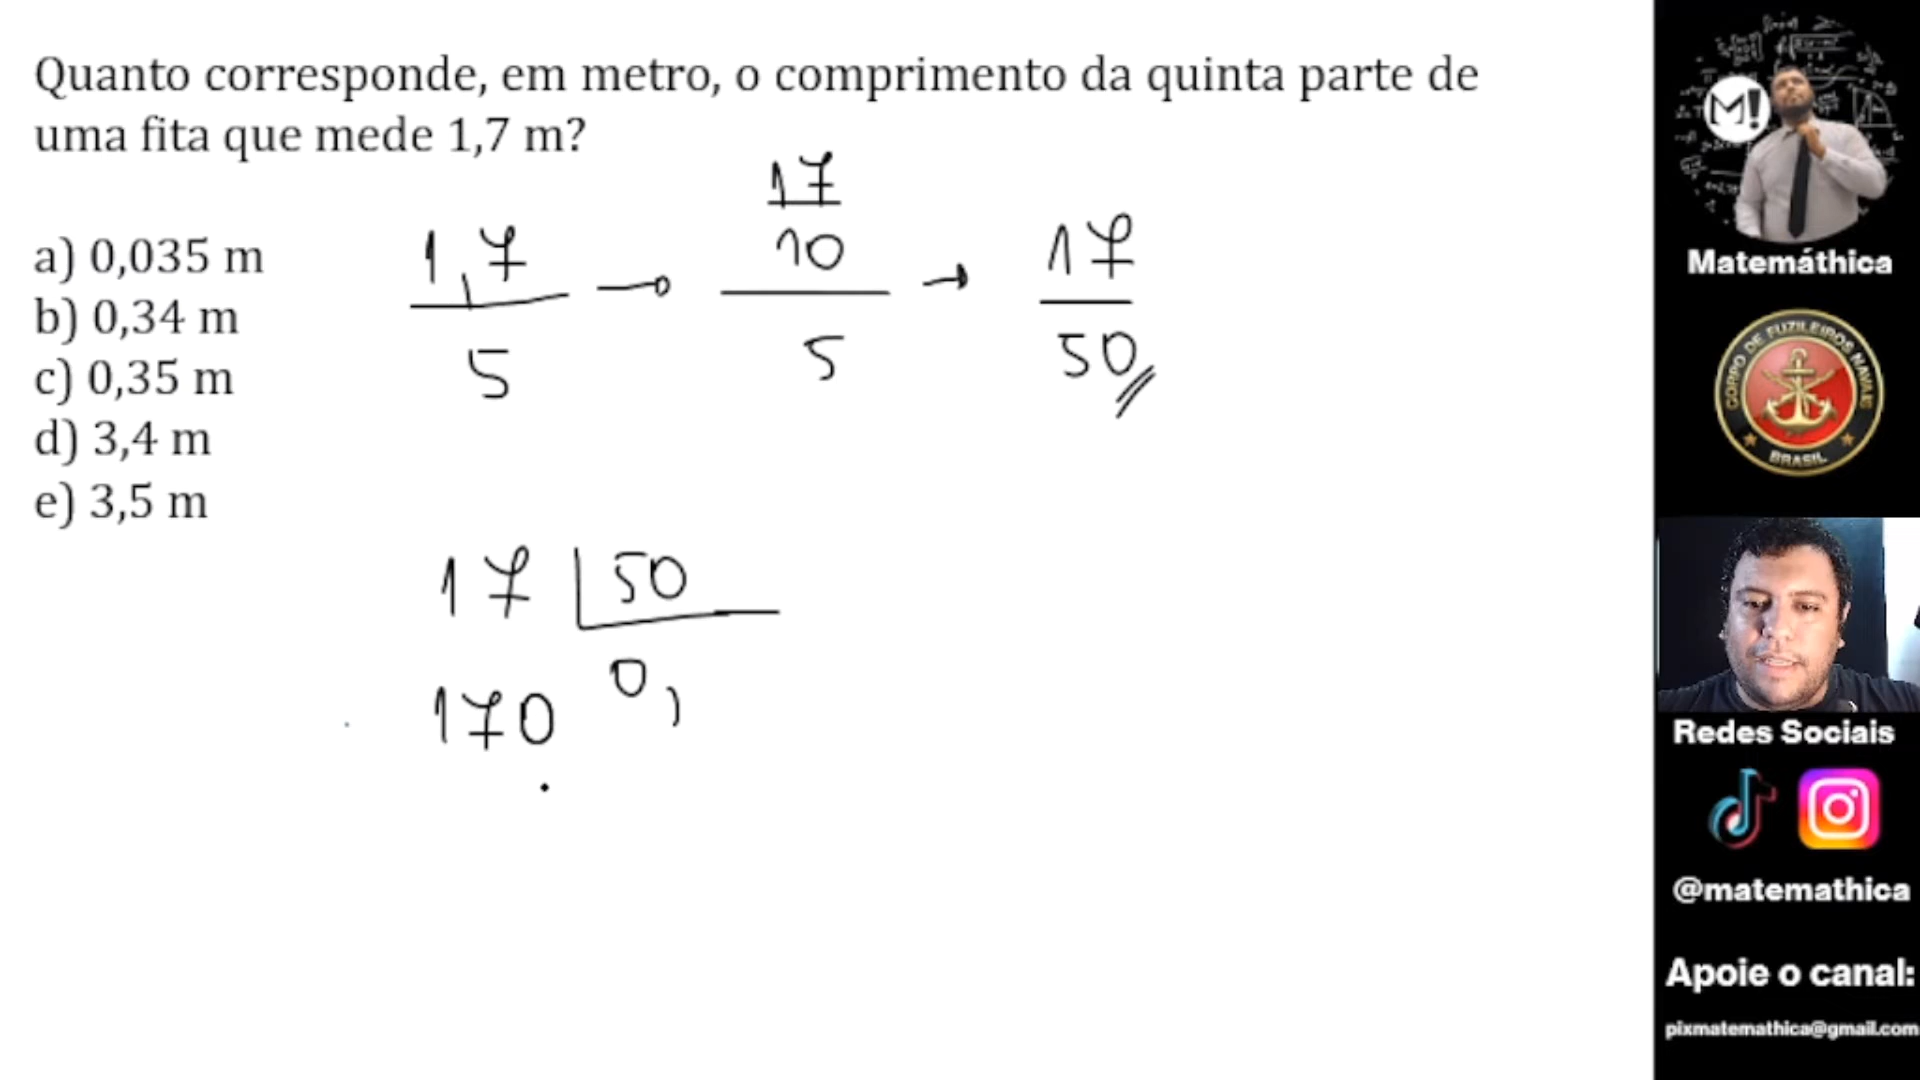 Quanto corresponde, em metro, o comprimento da quinta parte de
uma fita que mede 1,7 m?
a) 0,035 m
b) 0,34 m
c) 0,35 m
d) 3,4 m
e) 3,5 m
1,7
5
17
10
5
17
50
17 50
170 0,
M!
Matemáthica
CORPO DE FUZILEIROS NAVAIS
BRASIL
Redes Sociais
@matemathica
Apoie o canal:
pixmatemathica@gmail.com